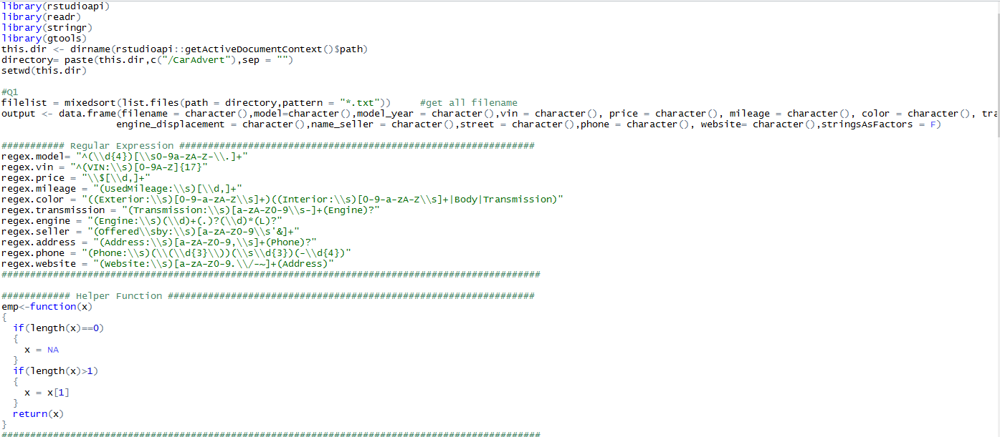 library(rstudioapi)
library(readr)
library(stringr)
library(gtools)
this.dir <- dirname(rstudioapi::getActiveDocumentContext()$path)
directory= paste(this.dir,c("/CarAdvert"),sep = "")
setwd(this.dir)
#Q1
filelist = mixedsort(list.files(path = directory,pattern = "*.txt"))     #get all filename
output <- data.frame(filename = character(),model=character(),model_year = character(),vin = character(), price = character(), mileage = character(), color = character(), tra
                    engine_displacement = character(),name_seller = character(),street = character(),phone = character(), website= character(),stringsAsFactors = F)
########### Regular Expression ##############################################################
regex.model= "^(\\d{4})[\\s0-9a-zA-Z-\\.]+"
regex.vin = "^(VIN:\\s)[0-9A-Z]{17}"
regex.price = "\\$[\\d,]+"
regex.mileage = "(UsedMileage:\\s)[\\d,]+"
regex.color = "((Exterior:\\s)[0-9-a-zA-Z\\s]+)((Interior:\\s)[0-9-a-zA-Z\\s]+|Body|Transmission)"
regex.transmission = "(Transmission:\\s)[a-zA-Z0-9\\s-]+(Engine)?"
regex.engine = "(Engine:\\s)(\\d)+(.)?(\\d)*(L)?"
regex.seller = "(Offered\\sby:\\s)[a-zA-Z0-9\\s'&]+"
regex.address = "(Address:\\s)[a-zA-Z0-9,\\s]+(Phone)?"
regex.phone = "(Phone:\\s)(\\(\\d{3}\\))(\\s\\d{3})(-\\d{4})"
regex.website = "(Website:\\s)[a-zA-Z0-9.\\/-~]+(Address)"
##############################################################################################
############ Helper Function ################################################################
emp<-function(x)
{
  if(length(x)==0)
  {
    x = NA
  }
  if(length(x)>1)
  {
    x = x[1]
  }
  return(x)
}
##############################################################################################